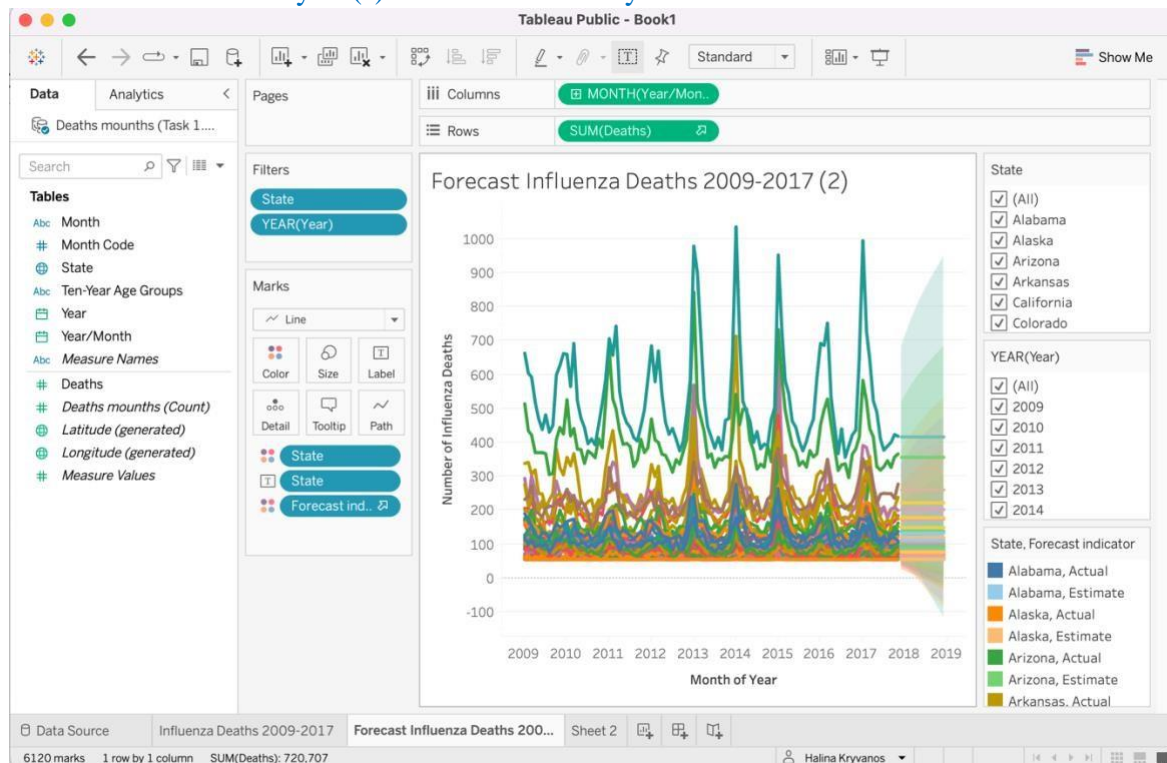 Tableau Public - Book1
Standard
Show Me
Data
Analytics
Pages
Columns
MONTH(Year/Mon..
Deaths mounths (Task 1....
Rows
SUM(Deaths)
Search
Tables
Abc Month
# Month Code
State
Abc Ten-Year Age Groups
Year
Year/Month
Abc Measure Names
# Deaths
# Deaths mounths (Count)
Latitude (generated)
Longitude (generated)
# Measure Values
Filters
State
YEAR(Year)
Marks
Line
Color
Size
Label
Detail
Tooltip
Path
State
State
Forecast ind..
Forecast Influenza Deaths 2009-2017 (2)
Number of Influenza Deaths
1000
900
800
700
600
500
400
300
200
100
0
-100
2009 2010 2011 2012 2013 2014 2015 2016 2017 2018 2019
Month of Year
State
(All)
Alabama
Alaska
Arizona
Arkansas
California
Colorado
YEAR(Year)
(All)
2009
2010
2011
2012
2013
2014
State, Forecast indicator
Alabama, Actual
Alabama, Estimate
Alaska, Actual
Alaska, Estimate
Arizona, Actual
Arizona, Estimate
Arkansas, Actual
Data Source
Influenza Deaths 2009-2017
Forecast Influenza Deaths 200...
Sheet 2
6120 marks 1 row by 1 column SUM(Deaths): 720,707
Halina Kryvanos